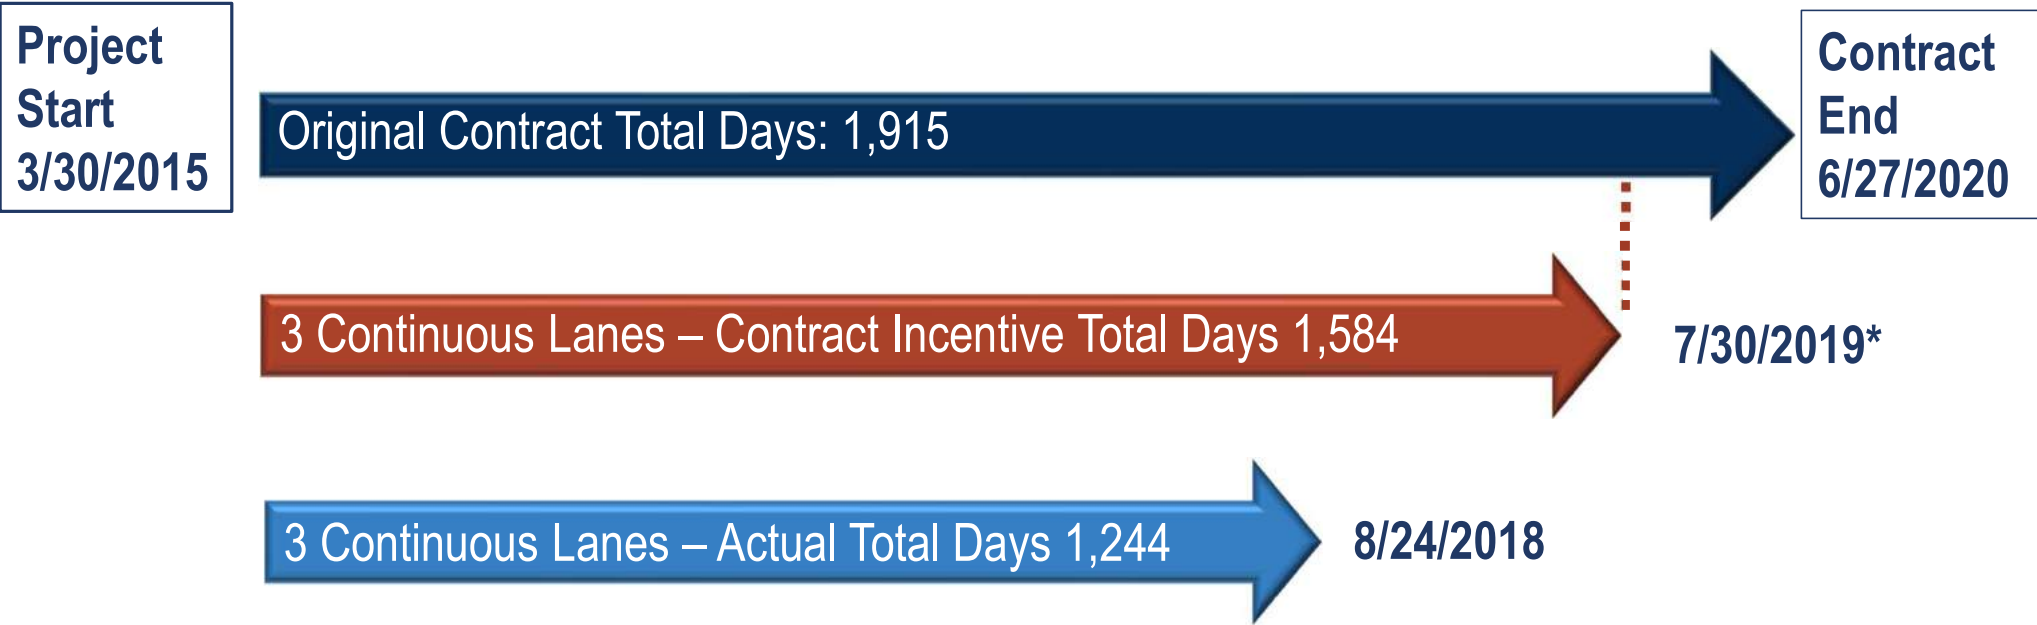 Project
Start
3/30/2015
Original Contract Total Days: 1,915
Contract
End
6/27/2020
3 Continuous Lanes – Contract Incentive Total Days 1,584
7/30/2019*
3 Continuous Lanes – Actual Total Days 1,244
8/24/2018